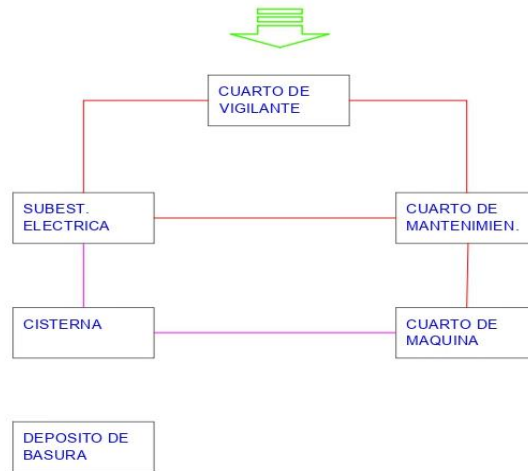 CUARTO DE
VIGILANTE
SUBEST.
ELECTRICA
CUARTO DE
MANTENIMIEN.
CISTERNA
CUARTO DE
MAQUINA
DEPOSITO DE
BASURA